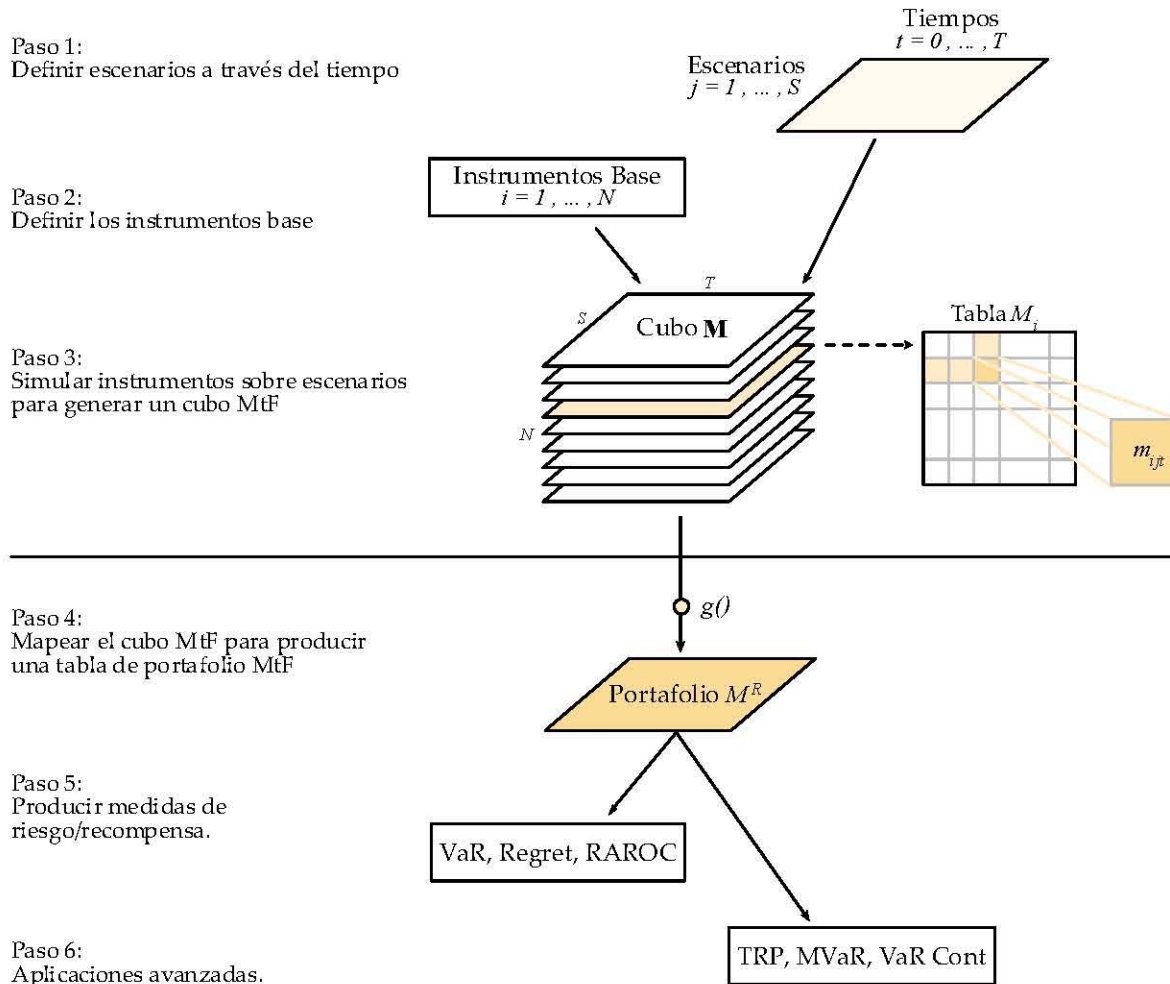 Paso 1:
Definir escenarios a través del tiempo
Tiempos
t = 0 , ... , T
Escenarios
j = 1 , ... , S
Paso 2:
Definir los instrumentos base
Instrumentos Base
i = 1 , ... , N
Paso 3:
Simular instrumentos sobre escenarios
para generar un cubo MtF
T
S
Cubo M
N
Tabla M_i
m_ijt
Paso 4:
Mapear el cubo MtF para producir
una tabla de portafolio MtF
g()
Portafolio M^R
Paso 5:
Producir medidas de
riesgo/recompensa.
VaR, Regret, RAROC
Paso 6:
Aplicaciones avanzadas.
TRP, MVaR, VaR Cont